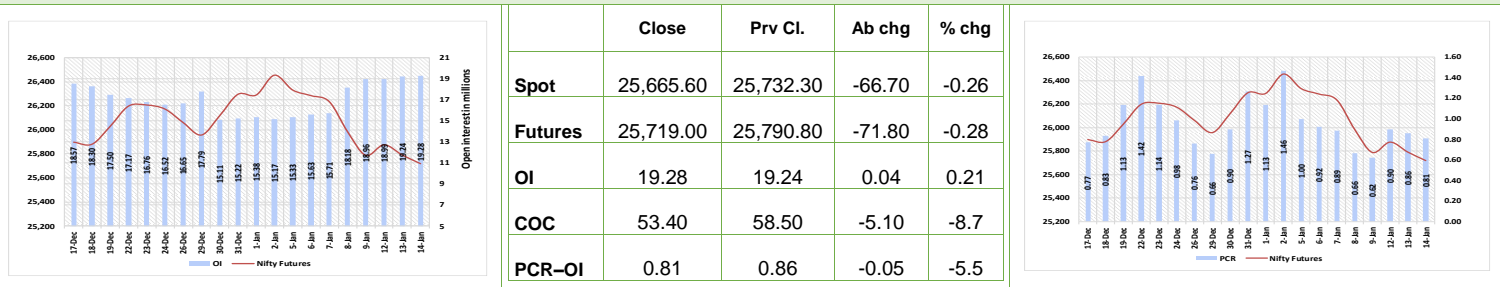 26,600
26,400
26,200
26,000
25,800
25,600
25,400
25,200
21
19
17
15
13
11
9
7
5
Open interest in millions
18.57 18.30 17.50 17.17 16.76 16.52 16.65 17.79 15.11 15.22 15.38 15.17 15.33 15.63 15.71 18.18 18.96 18.99 19.24 19.28
17-Dec 18-Dec 19-Dec 22-Dec 23-Dec 24-Dec 26-Dec 29-Dec 30-Dec 31-Dec 1-Jan 2-Jan 5-Jan 6-Jan 7-Jan 8-Jan 9-Jan 12-Jan 13-Jan 14-Jan
OI Nifty Futures
Close Prv Cl. Ab chg % chg
Spot 25,665.60 25,732.30 -66.70 -0.26
Futures 25,719.00 25,790.80 -71.80 -0.28
OI 19.28 19.24 0.04 0.21
COC 53.40 58.50 -5.10 -8.7
PCR–OI 0.81 0.86 -0.05 -5.5
26,600
26,400
26,200
26,000
25,800
25,600
25,400
25,200
1.60
1.40
1.20
1.00
0.80
0.60
0.40
0.20
0.00
0.77 0.83 1.13 1.42 1.14 0.98 0.76 0.66 0.90 1.27 1.13 1.46 1.00 0.92 0.89 0.66 0.62 0.90 0.86 0.81
17-Dec 18-Dec 19-Dec 22-Dec 23-Dec 24-Dec 26-Dec 29-Dec 30-Dec 31-Dec 1-Jan 2-Jan 5-Jan 6-Jan 7-Jan 8-Jan 9-Jan 12-Jan 13-Jan 14-Jan
PCR Nifty Futures